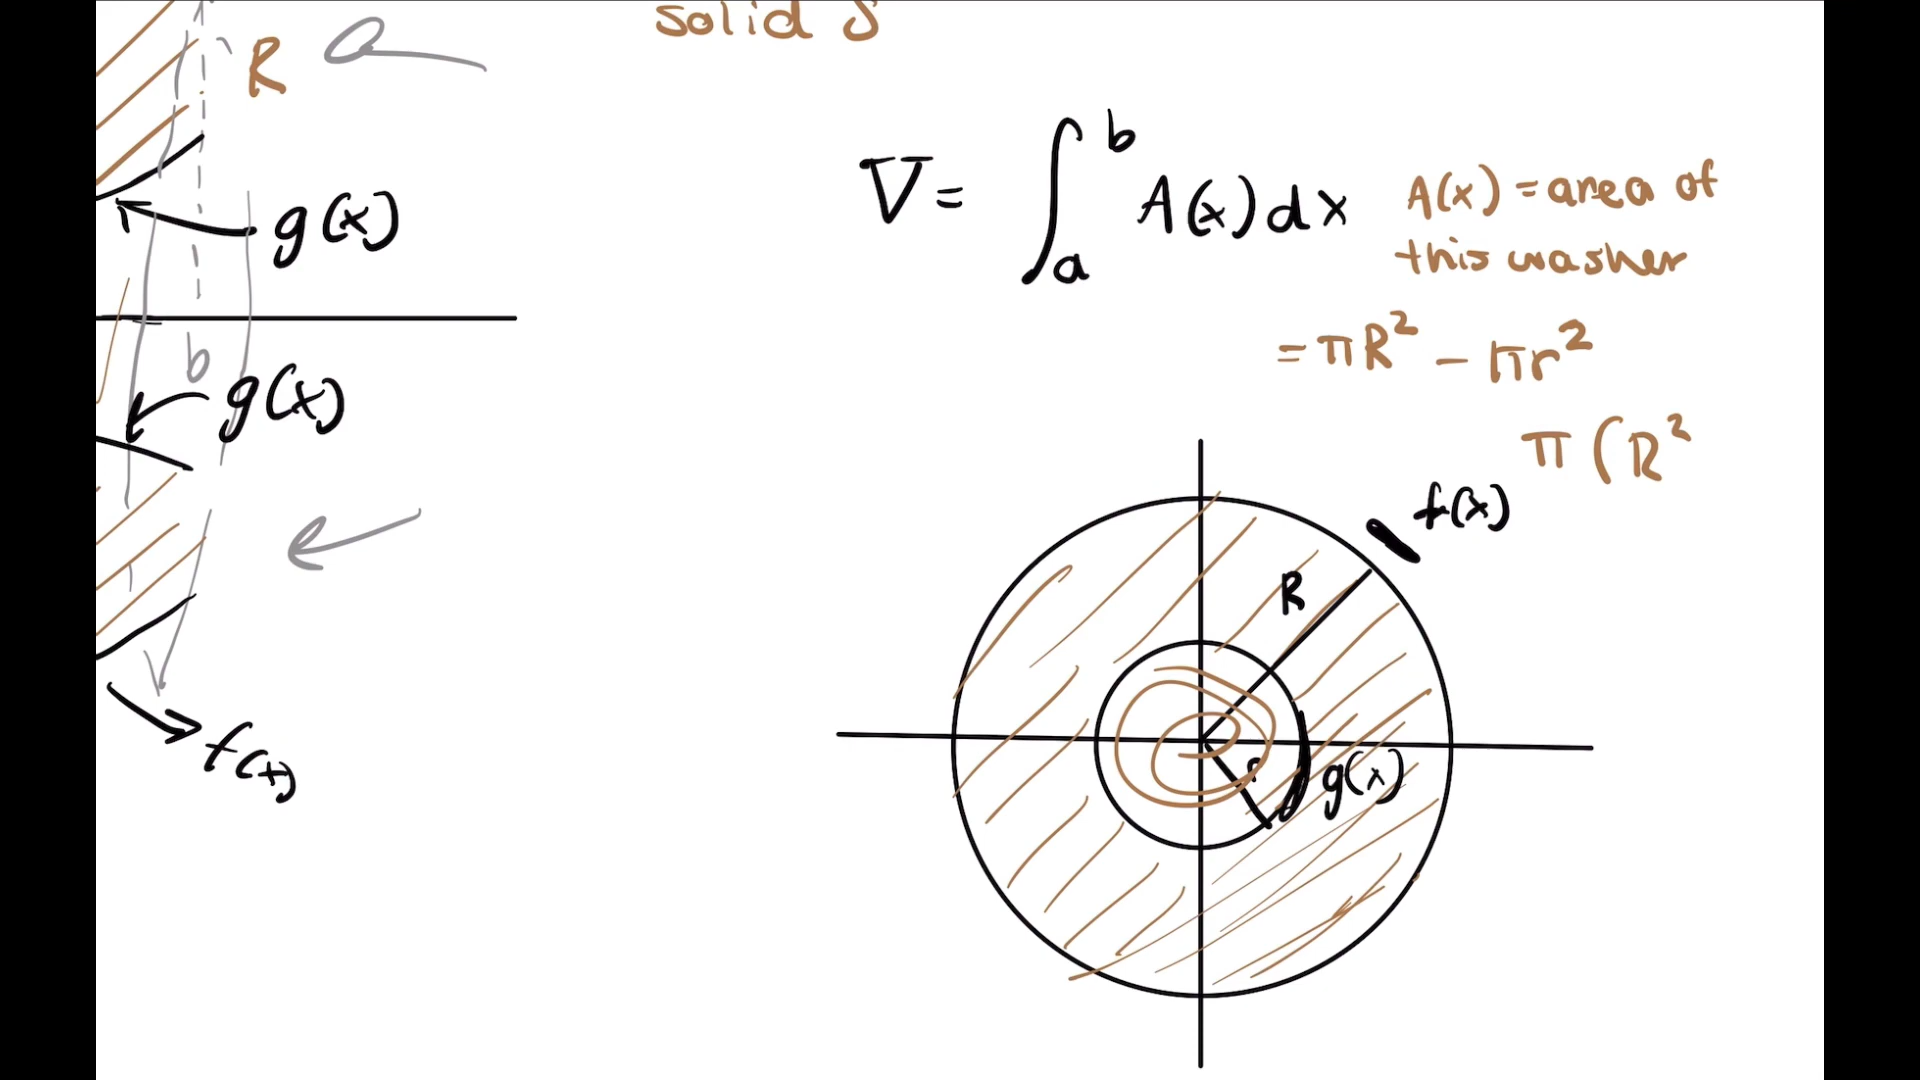 solid S
R
V = ∫_a^b A(x) dx
A(x) = area of
this washer
= πR² - πr²
π (R²
g(x)
b
g(x)
f(x)
f(x)
R
r
g(x)